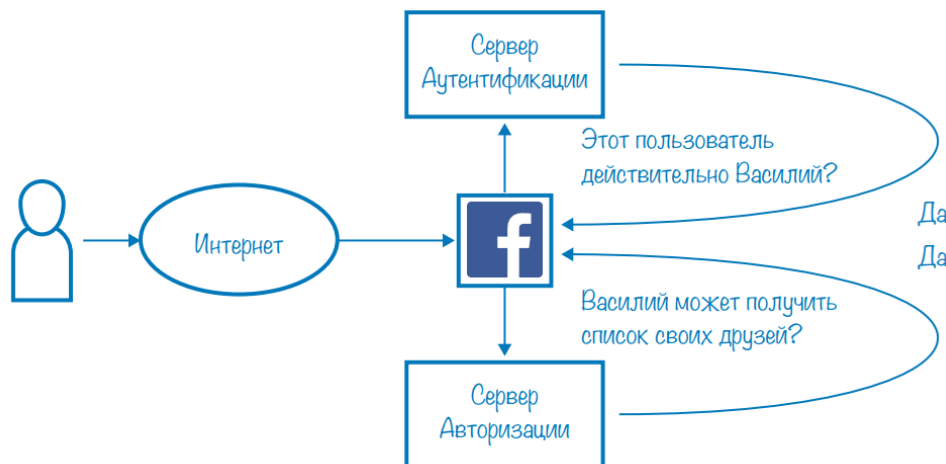 Сервер
Аутентификации
Этот пользователь
действительно Василий?
Да
Интернет
Да
Василий может получить
список своих друзей?
Сервер
Авторизации